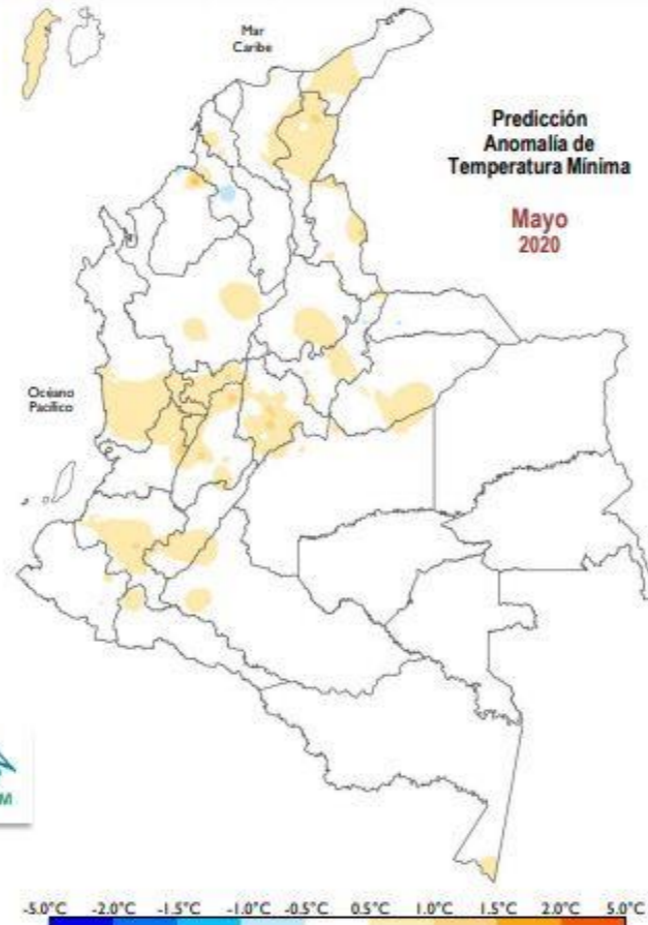 Mar
Caribe
Predicción
Anomalía de
Temperatura Mínima
Mayo
2020
Océano
Pacífico
M
-5.0°C -2.0°C -1.5°C -1.0°C -0.5°C 0.5°C 1.0°C 1.5°C 2.0°C 5.0°C